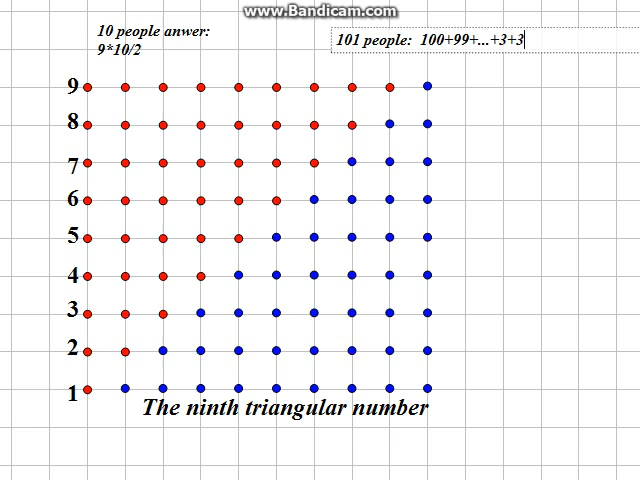 www.Bandicam.com
10 people anwer:
9*10/2
101 people: 100+99+...+3+3
9
8
7
6
5
4
3
2
1
The ninth triangular number